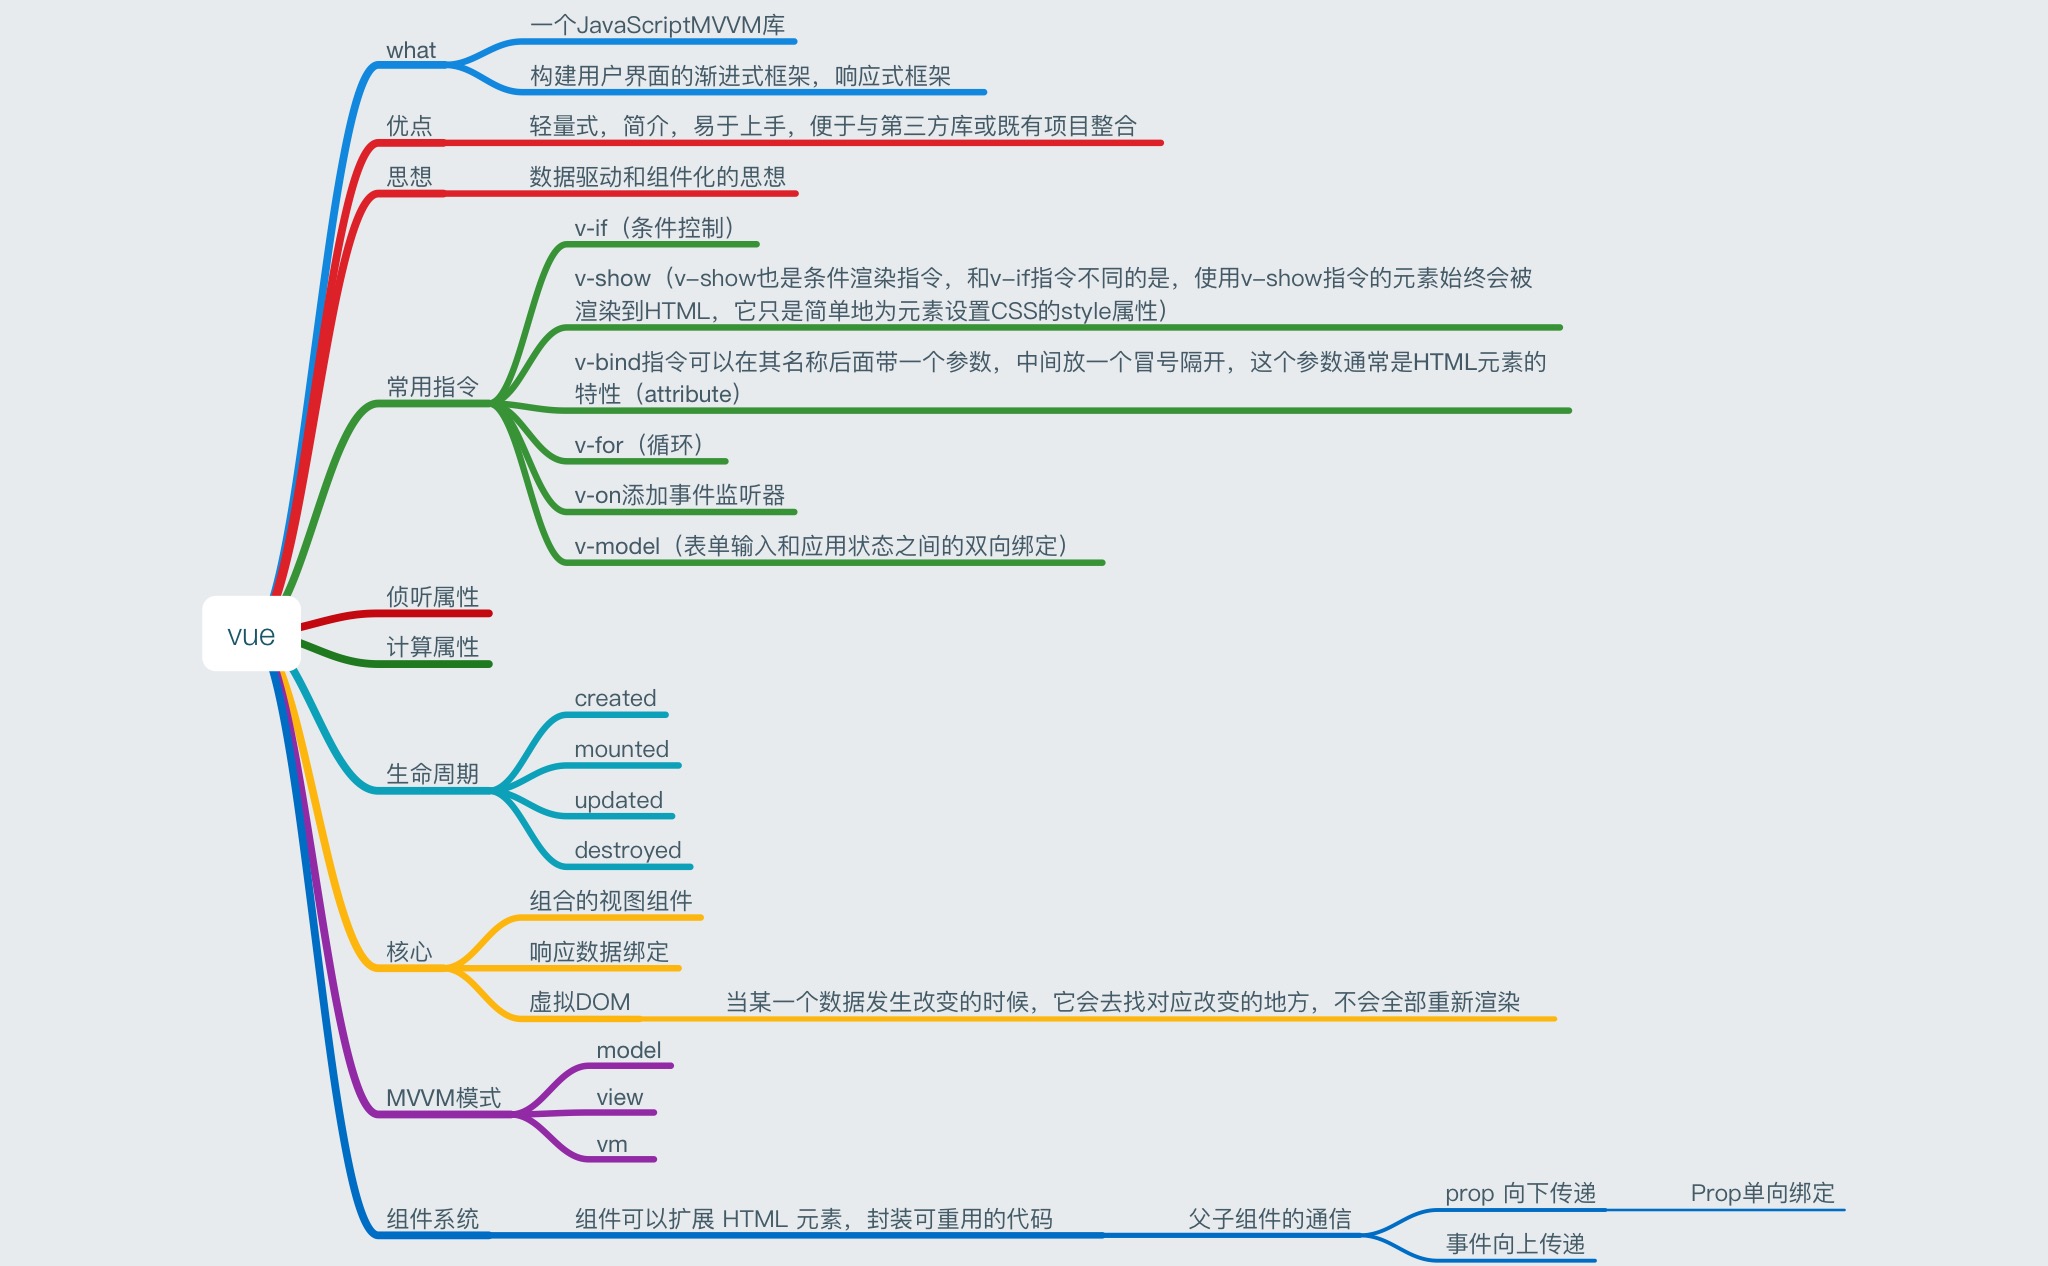 what
一个JavaScriptMVVM库
构建用户界面的渐进式框架，响应式框架
优点
轻量式，简介，易于上手，便于与第三方库或既有项目整合
思想
数据驱动和组件化的思想
常用指令
v-if（条件控制）
v-show（v-show也是条件渲染指令，和v-if指令不同的是，使用v-show指令的元素始终会被
渲染到HTML，它只是简单地为元素设置CSS的style属性）
v-bind指令可以在其名称后面带一个参数，中间放一个冒号隔开，这个参数通常是HTML元素的
特性（attribute）
v-for（循环）
v-on添加事件监听器
v-model（表单输入和应用状态之间的双向绑定）
vue
侦听属性
计算属性
生命周期
created
mounted
updated
destroyed
核心
组合的视图组件
响应数据绑定
虚拟DOM
当某一个数据发生改变的时候，它会去找对应改变的地方，不会全部重新渲染
MVVM模式
model
view
vm
组件系统
组件可以扩展 HTML 元素，封装可重用的代码
父子组件的通信
prop 向下传递
Prop单向绑定
事件向上传递